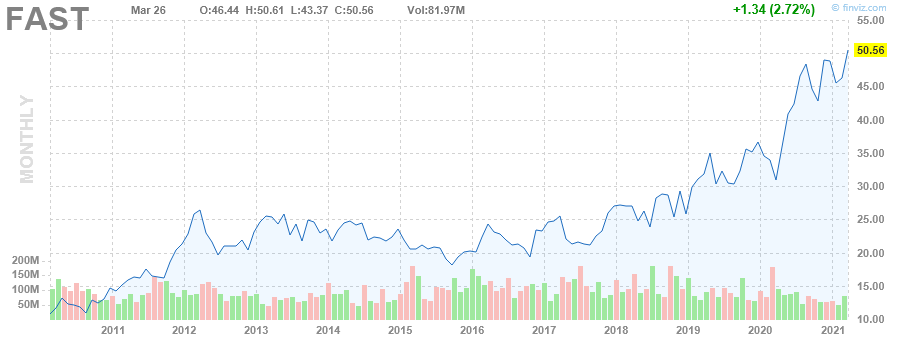 FAST
Mar 26 O:46.44 H:50.61 L:43.37 C:50.56 Vol:81.97M
+1.34 (2.72%)
© finviz.com
MONTHLY
55.00
50.56
45.00
40.00
35.00
30.00
25.00
20.00
15.00
10.00
200M
150M
100M
50M
2011 2012 2013 2014 2015 2016 2017 2018 2019 2020 2021